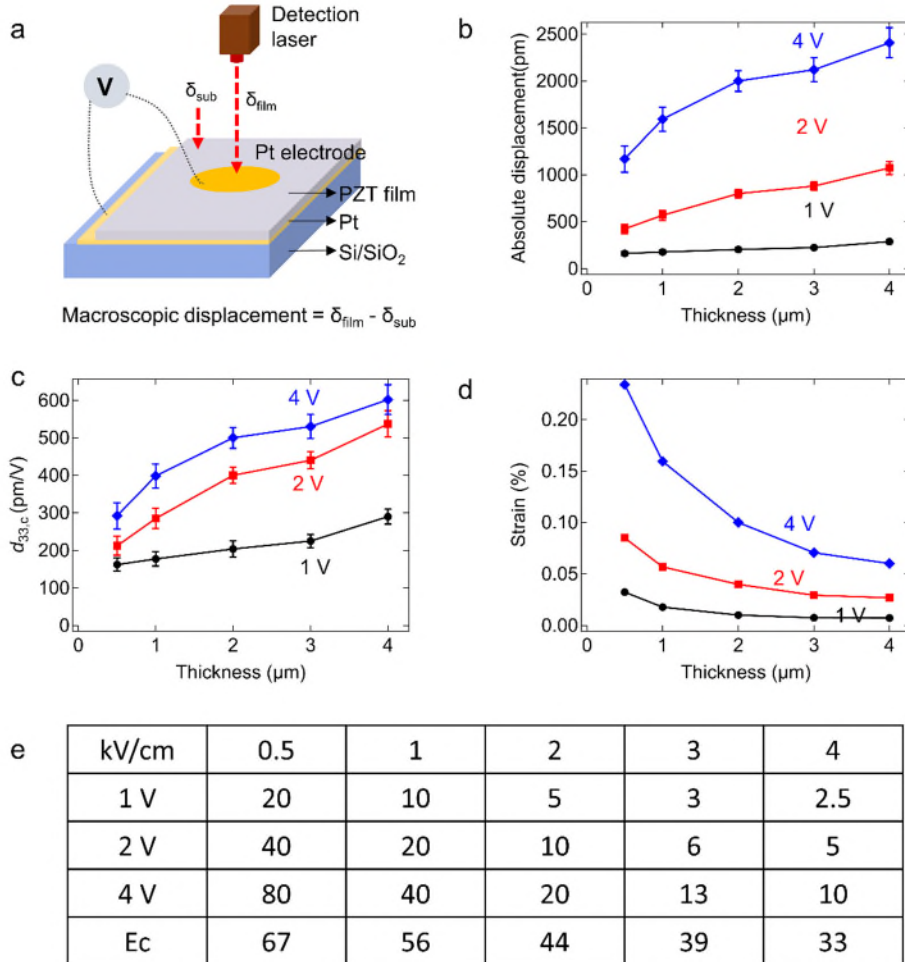 a
Detection
laser
V
δsub
δfilm
Pt electrode
PZT film
Pt
Si/SiO2
Macroscopic displacement = δfilm - δsub
b
Absolute displacement(pm)
2500
2000
1500
1000
500
0
4 V
2 V
1 V
0 1 2 3 4
Thickness (μm)
c
d33,c (pm/V)
600
500
400
300
200
100
0
4 V
2 V
1 V
0 1 2 3 4
Thickness (μm)
d
Strain (%)
0.20
0.15
0.10
0.05
0.00
4 V
2 V
1 V
0 1 2 3 4
Thickness (μm)
e
kV/cm 0.5 1 2 3 4
1 V 20 10 5 3 2.5
2 V 40 20 10 6 5
4 V 80 40 20 13 10
Ec 67 56 44 39 33